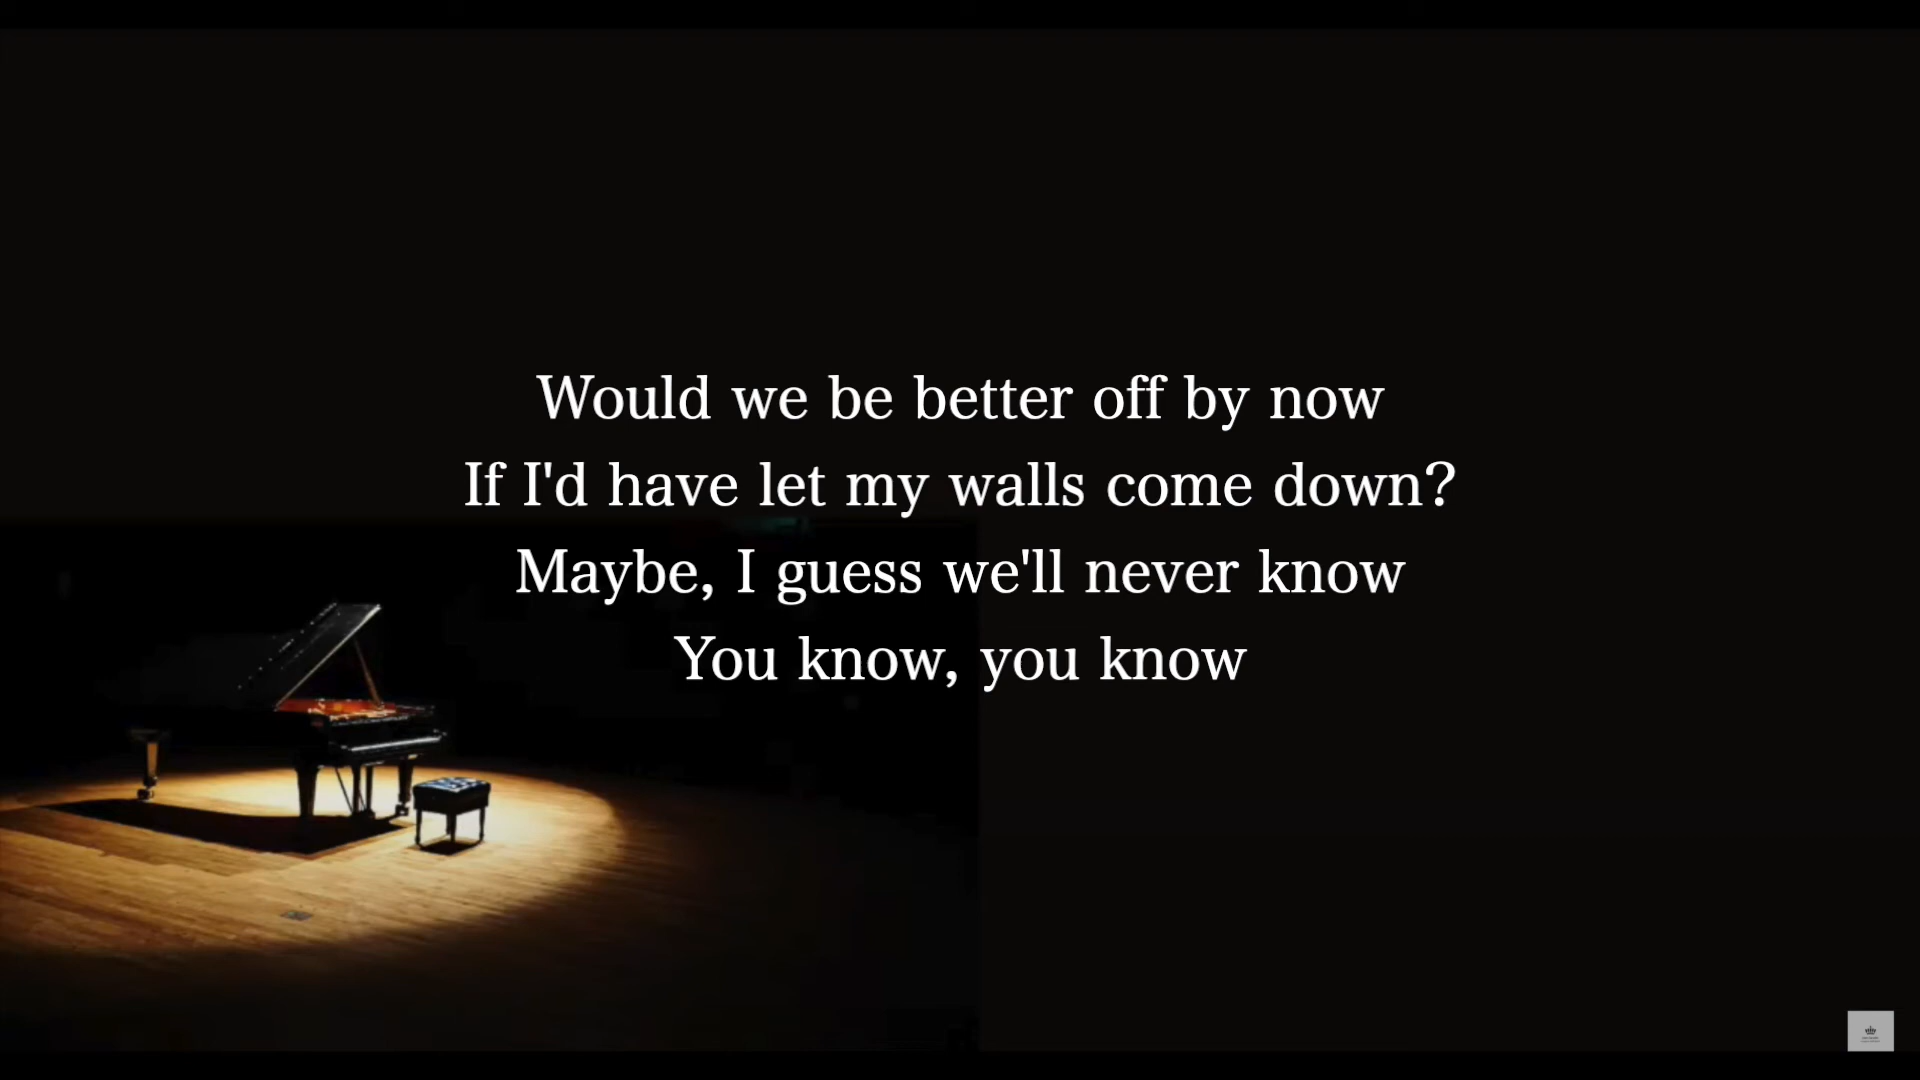 Would we be better off by now
If I'd have let my walls come down?
Maybe, I guess we'll never know
You know, you know